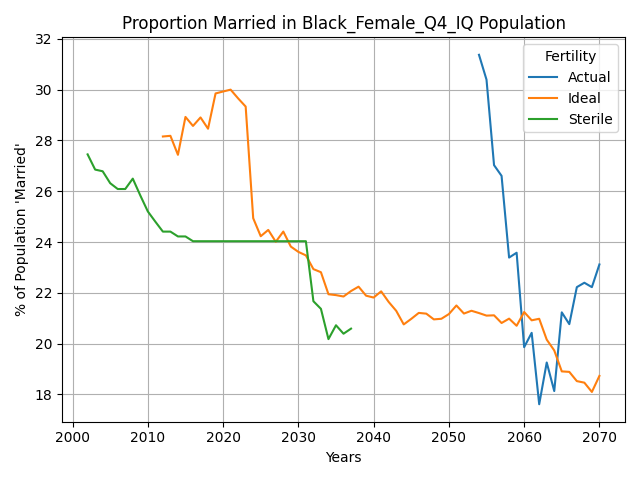 Proportion Married in Black_Female_Q4_IQ Population
% of Population 'Married'
32
30
28
26
24
22
20
18
Fertility
Actual
Ideal
Sterile
2000 2010 2020 2030 2040 2050 2060 2070
Years